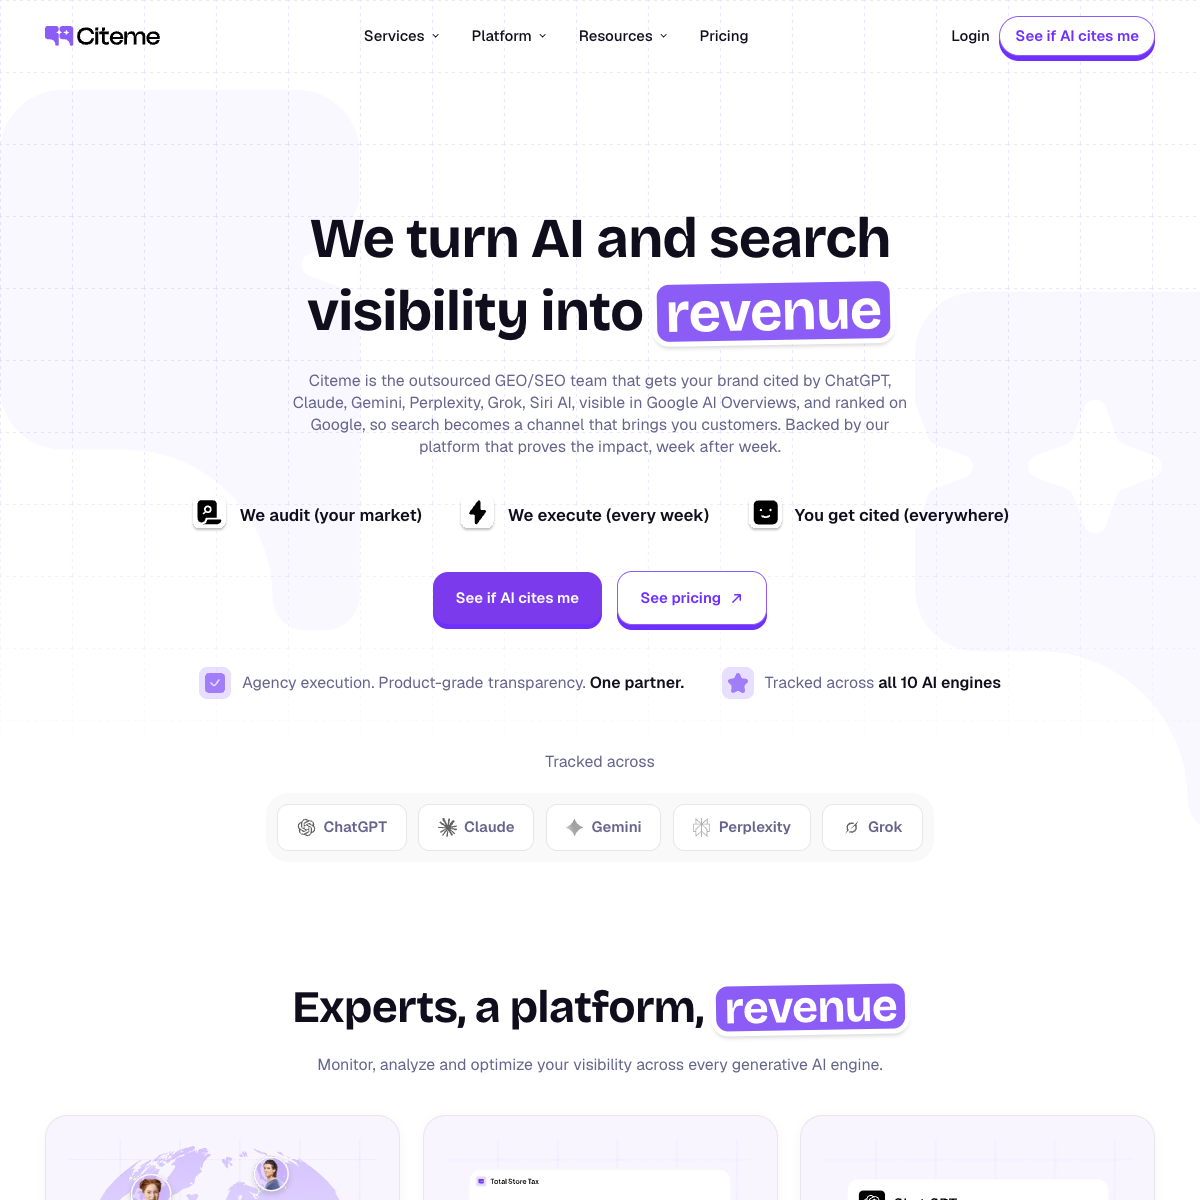 Citeme
Services
Platform
Resources
Pricing
Login
See if AI cites me
We turn AI and search
visibility into revenue
Citeme is the outsourced GEO/SEO team that gets your brand cited by ChatGPT,
Claude, Gemini, Perplexity, Grok, Siri AI, visible in Google AI Overviews, and ranked on
Google, so search becomes a channel that brings you customers. Backed by our
platform that proves the impact, week after week.
We audit (your market)
We execute (every week)
You get cited (everywhere)
See if AI cites me
See pricing
Agency execution. Product-grade transparency. One partner.
Tracked across all 10 AI engines
Tracked across
ChatGPT
Claude
Gemini
Perplexity
Grok
Experts, a platform, revenue
Monitor, analyze and optimize your visibility across every generative AI engine.
Total Store Tax